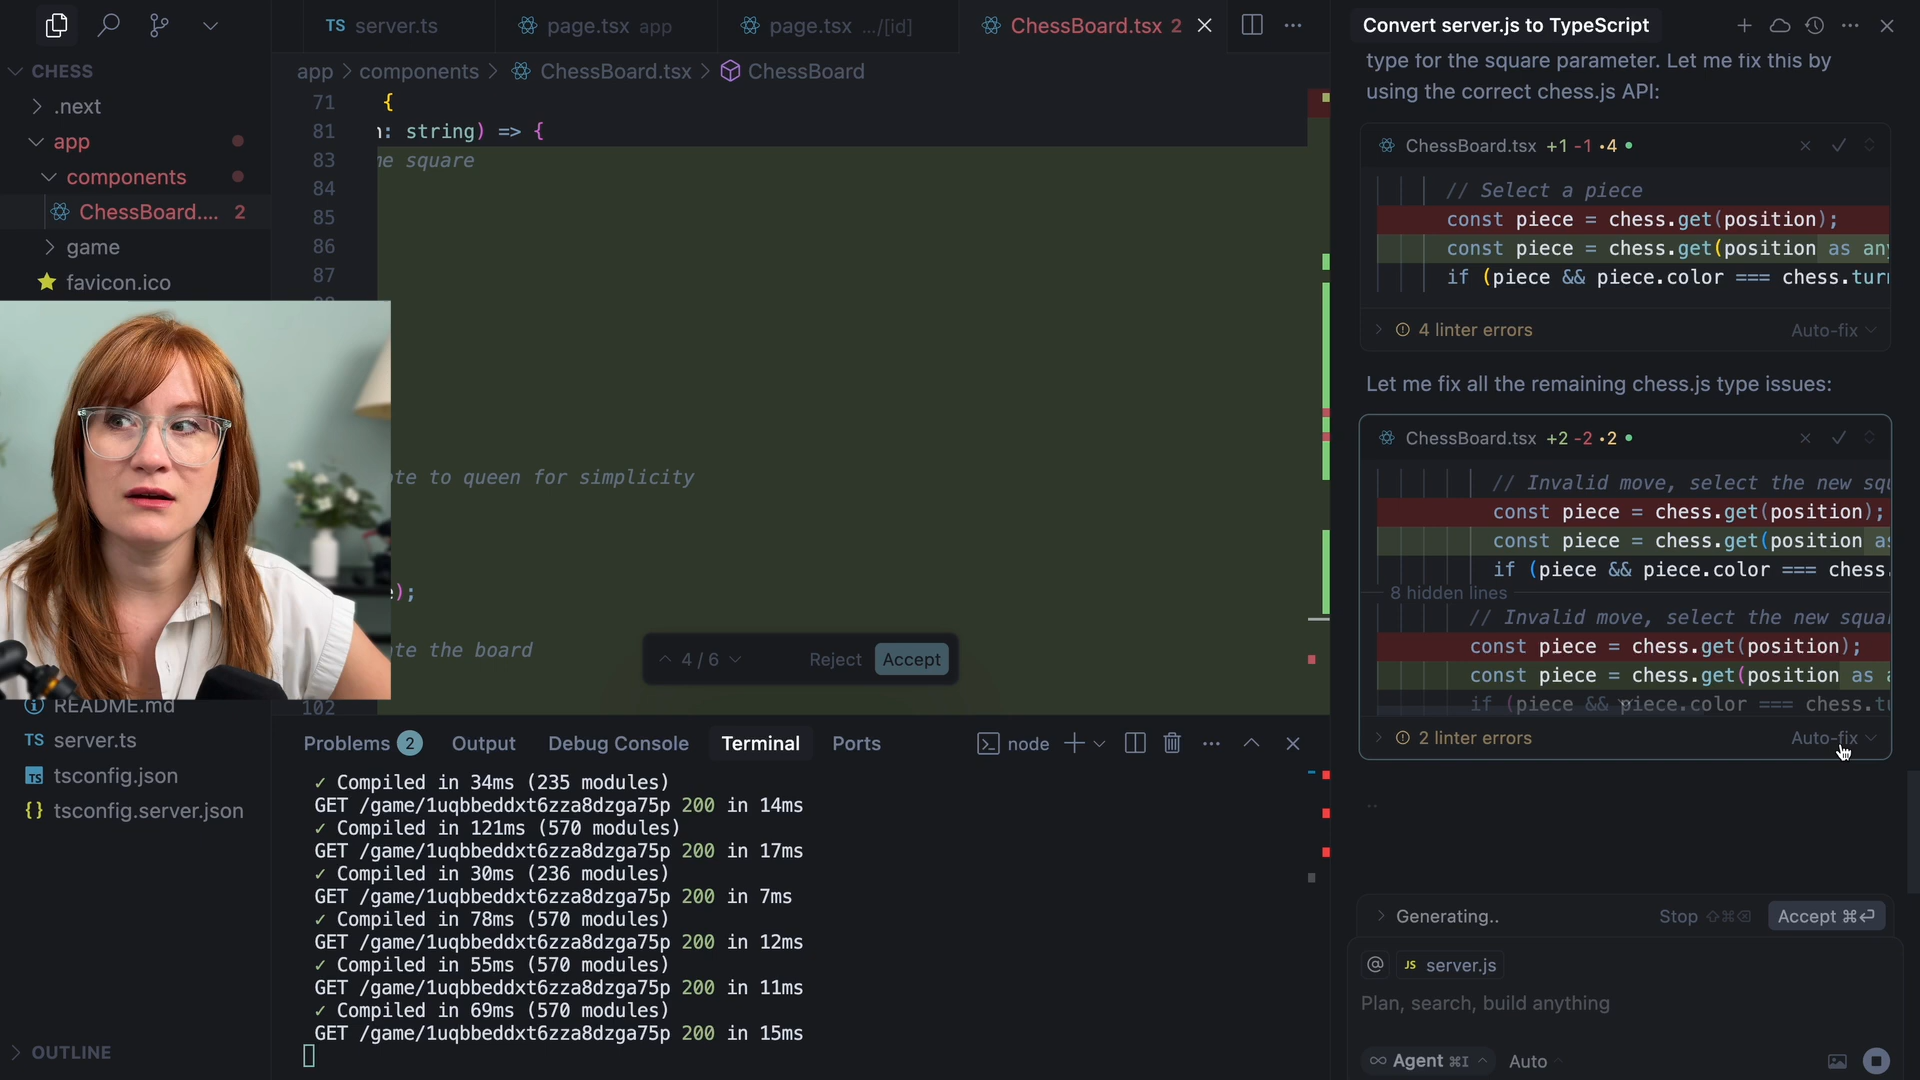 TS server.ts
page.tsx app
page.tsx .../[id]
ChessBoard.tsx 2
CHESS
.next
app
components
ChessBoard.... 2
game
favicon.ico
README.md
TS server.ts
TS tsconfig.json
{} tsconfig.server.json
OUTLINE
app > components > ChessBoard.tsx > ChessBoard
71 {
81 : string) => {
83 e square
84
85
86
87
te to queen for simplicity
);
te the board
102
4 / 6 Reject Accept
Problems 2 Output Debug Console Terminal Ports
node
✓ Compiled in 34ms (235 modules)
GET /game/1uqbbeddxt6zza8dzga75p 200 in 14ms
✓ Compiled in 121ms (570 modules)
GET /game/1uqbbeddxt6zza8dzga75p 200 in 17ms
✓ Compiled in 30ms (236 modules)
GET /game/1uqbbeddxt6zza8dzga75p 200 in 7ms
✓ Compiled in 78ms (570 modules)
GET /game/1uqbbeddxt6zza8dzga75p 200 in 12ms
✓ Compiled in 55ms (570 modules)
GET /game/1uqbbeddxt6zza8dzga75p 200 in 11ms
✓ Compiled in 69ms (570 modules)
GET /game/1uqbbeddxt6zza8dzga75p 200 in 15ms
Convert server.js to TypeScript
type for the square parameter. Let me fix this by
using the correct chess.js API:
ChessBoard.tsx +1 -1 •4 •
// Select a piece
const piece = chess.get(position);
const piece = chess.get(position as any
if (piece && piece.color === chess.turn
4 linter errors Auto-fix
Let me fix all the remaining chess.js type issues:
ChessBoard.tsx +2 -2 •2 •
// Invalid move, select the new squ
const piece = chess.get(position);
const piece = chess.get(position as
if (piece && piece.color === chess.
8 hidden lines
// Invalid move, select the new squa
const piece = chess.get(position);
const piece = chess.get(position as a
if (piece && piece.color === chess.tu
2 linter errors Auto-fix
Generating.. Stop ⇧⌘⌫ Accept ⌘⏎
@ JS server.js
Plan, search, build anything
∞ Agent ⌘I Auto